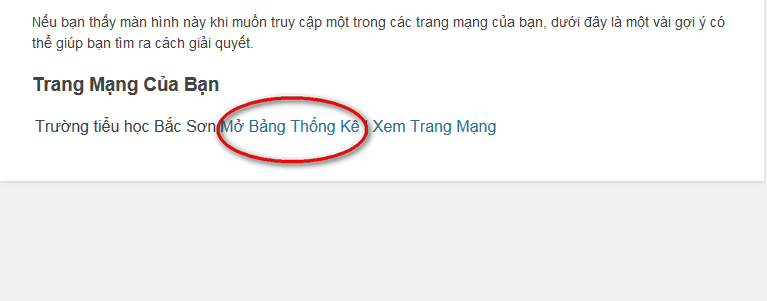 Nếu bạn thấy màn hình này khi muốn truy cập một trong các trang mạng của bạn, dưới đây là một vài gợi ý có
thể giúp bạn tìm ra cách giải quyết.
Trang Mạng Của Bạn
Trường tiểu học Bắc Sơn Mở Bảng Thống Kê | Xem Trang Mạng